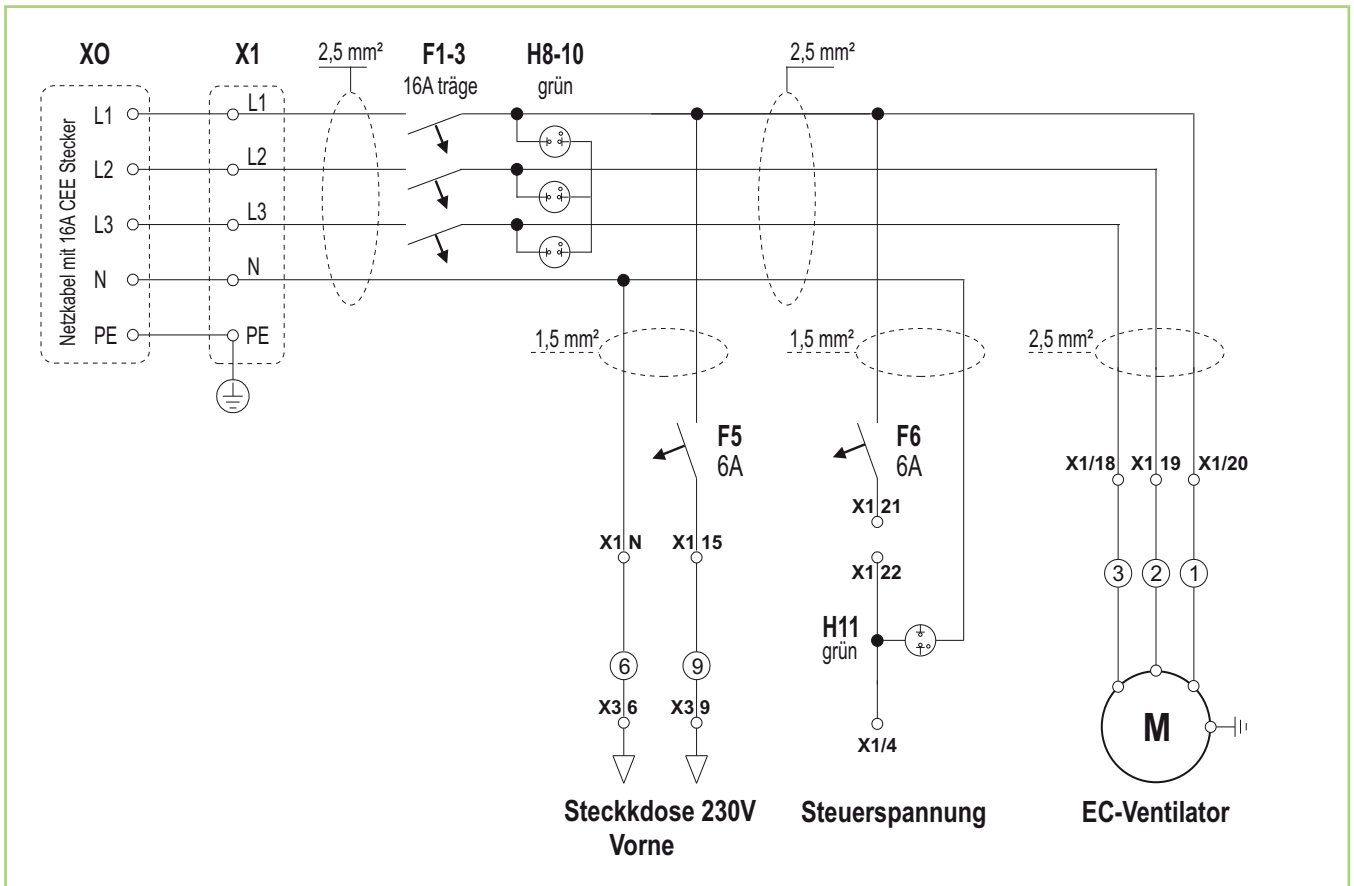 XO
X1
2,5 mm²
F1-3
16A träge
H8-10
grün
2,5 mm²
Netzkabel mit 16A CEE Stecker
L1
L1
L2
L2
L3
L3
N
N
PE
PE
1,5 mm²
1,5 mm²
2,5 mm²
F5
6A
F6
6A
X1/18
X1 19
X1/20
X1 21
X1 N
X1 15
X1 22
3
2
1
H11
grün
6
9
X3 6
X3 9
X1/4
M
Steckkdose 230V
Vorne
Steuerspannung
EC-Ventilator